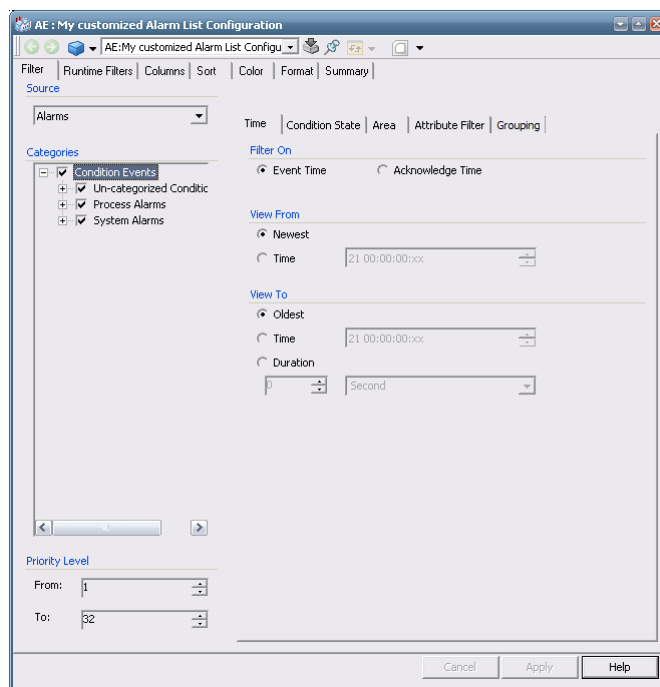 AE : My customized Alarm List Configuration
AE:My customized Alarm List Configu
Filter Runtime Filters Columns Sort Color Format Summary
Source
Alarms
Categories
Condition Events
Un-categorized Conditic
Process Alarms
System Alarms
Priority Level
From: 1
To: 32
Time Condition State Area Attribute Filter Grouping
Filter On
Event Time Acknowledge Time
View From
Newest
Time 21 00:00:00:xx
View To
Oldest
Time 21 00:00:00:xx
Duration
0 Second
Cancel Apply Help